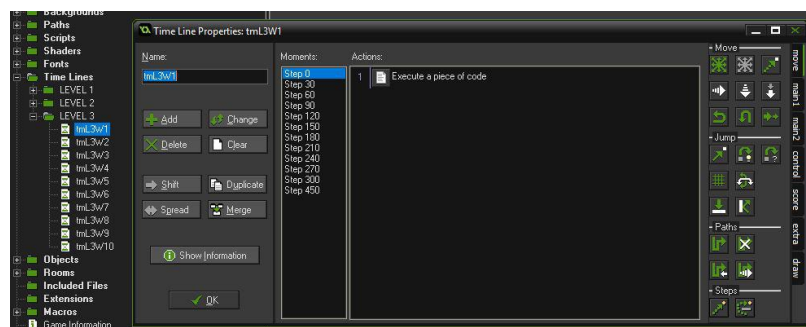 Backgrounds
Paths
Scripts
Shaders
Fonts
Time Lines
LEVEL 1
LEVEL 2
LEVEL 3
tmL3W1
tmL3W2
tmL3W3
tmL3W4
tmL3W5
tmL3W6
tmL3W7
tmL3W8
tmL3W9
tmL3W10
Objects
Rooms
Included Files
Extensions
Macros
Game Information
Time Line Properties: tmL3W1
Name:
tmL3W1
Add
Change
Delete
Clear
Shift
Duplicate
Spread
Merge
Show Information
OK
Moments:
Step 0
Step 30
Step 60
Step 90
Step 120
Step 150
Step 180
Step 210
Step 240
Step 270
Step 300
Step 450
Actions:
1 Execute a piece of code
Move
Jump
Paths
Steps
move
main1
main2
control
score
extra
draw